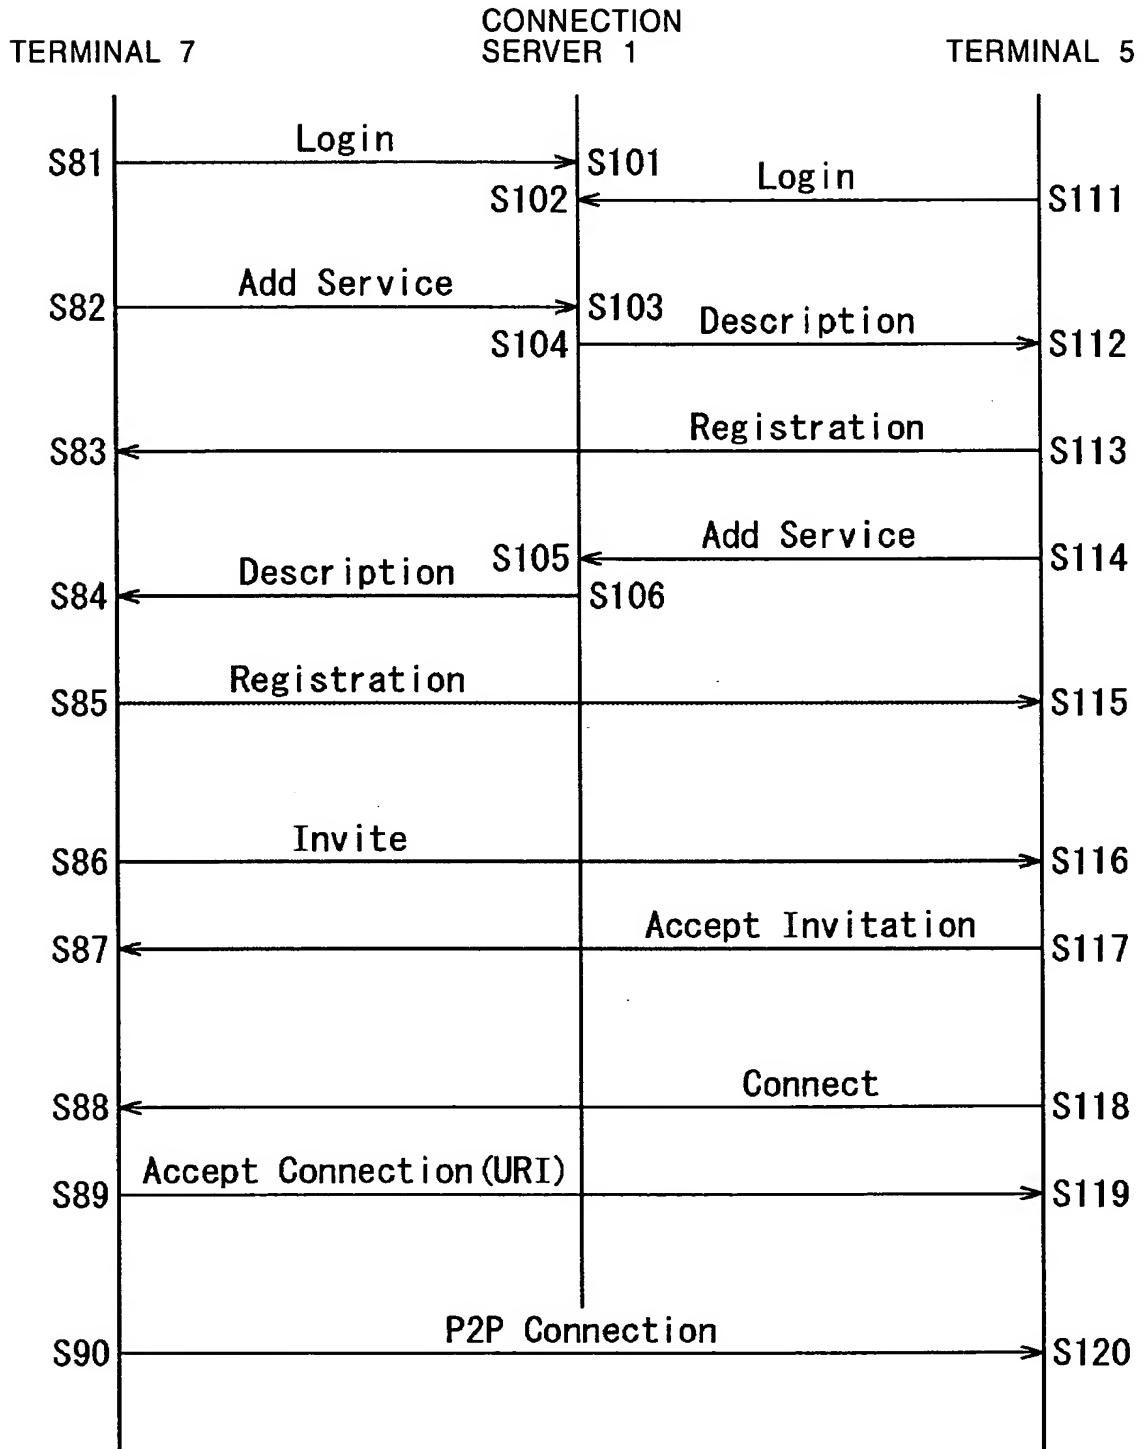 CONNECTION
TERMINAL 7 SERVER 1 TERMINAL 5
Login
S81 S101
Login
S102 S111
Add Service
S82 S103
Description
S104 S112
Registration
S83 S113
Add Service
S105 S114
Description
S84 S106
Registration
S85 S115
Invite
S86 S116
Accept Invitation
S87 S117
Connect
S88 S118
Accept Connection(URI)
S89 S119
P2P Connection
S90 S120